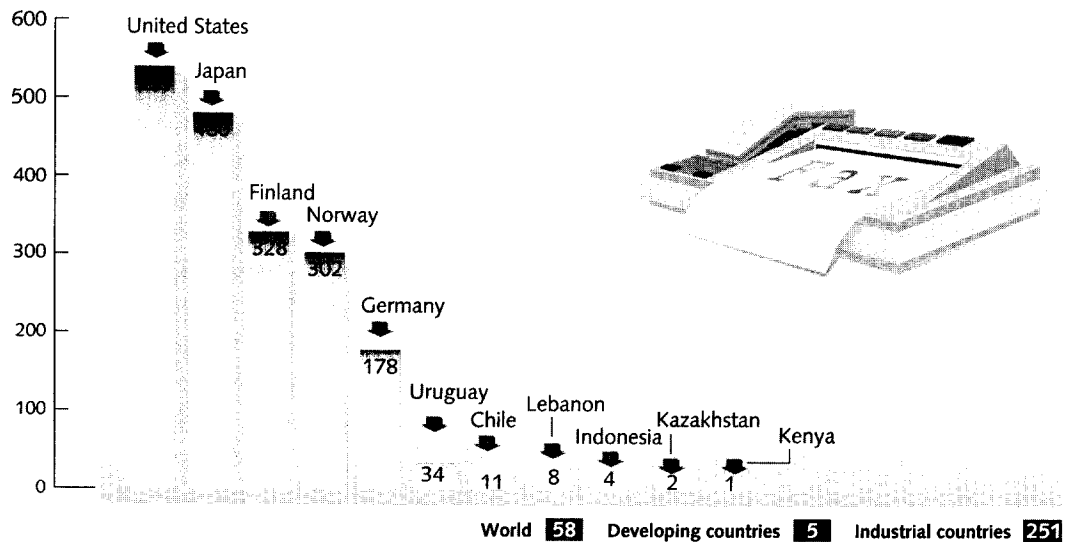 600
500
400
300
200
100
0
United States
Japan
Finland
328
Norway
302
Germany
178
Uruguay
34
Chile
11
Lebanon
8
Indonesia
4
Kazakhstan
2
Kenya
1
Fax
World 58 Developing countries 5 Industrial countries 251